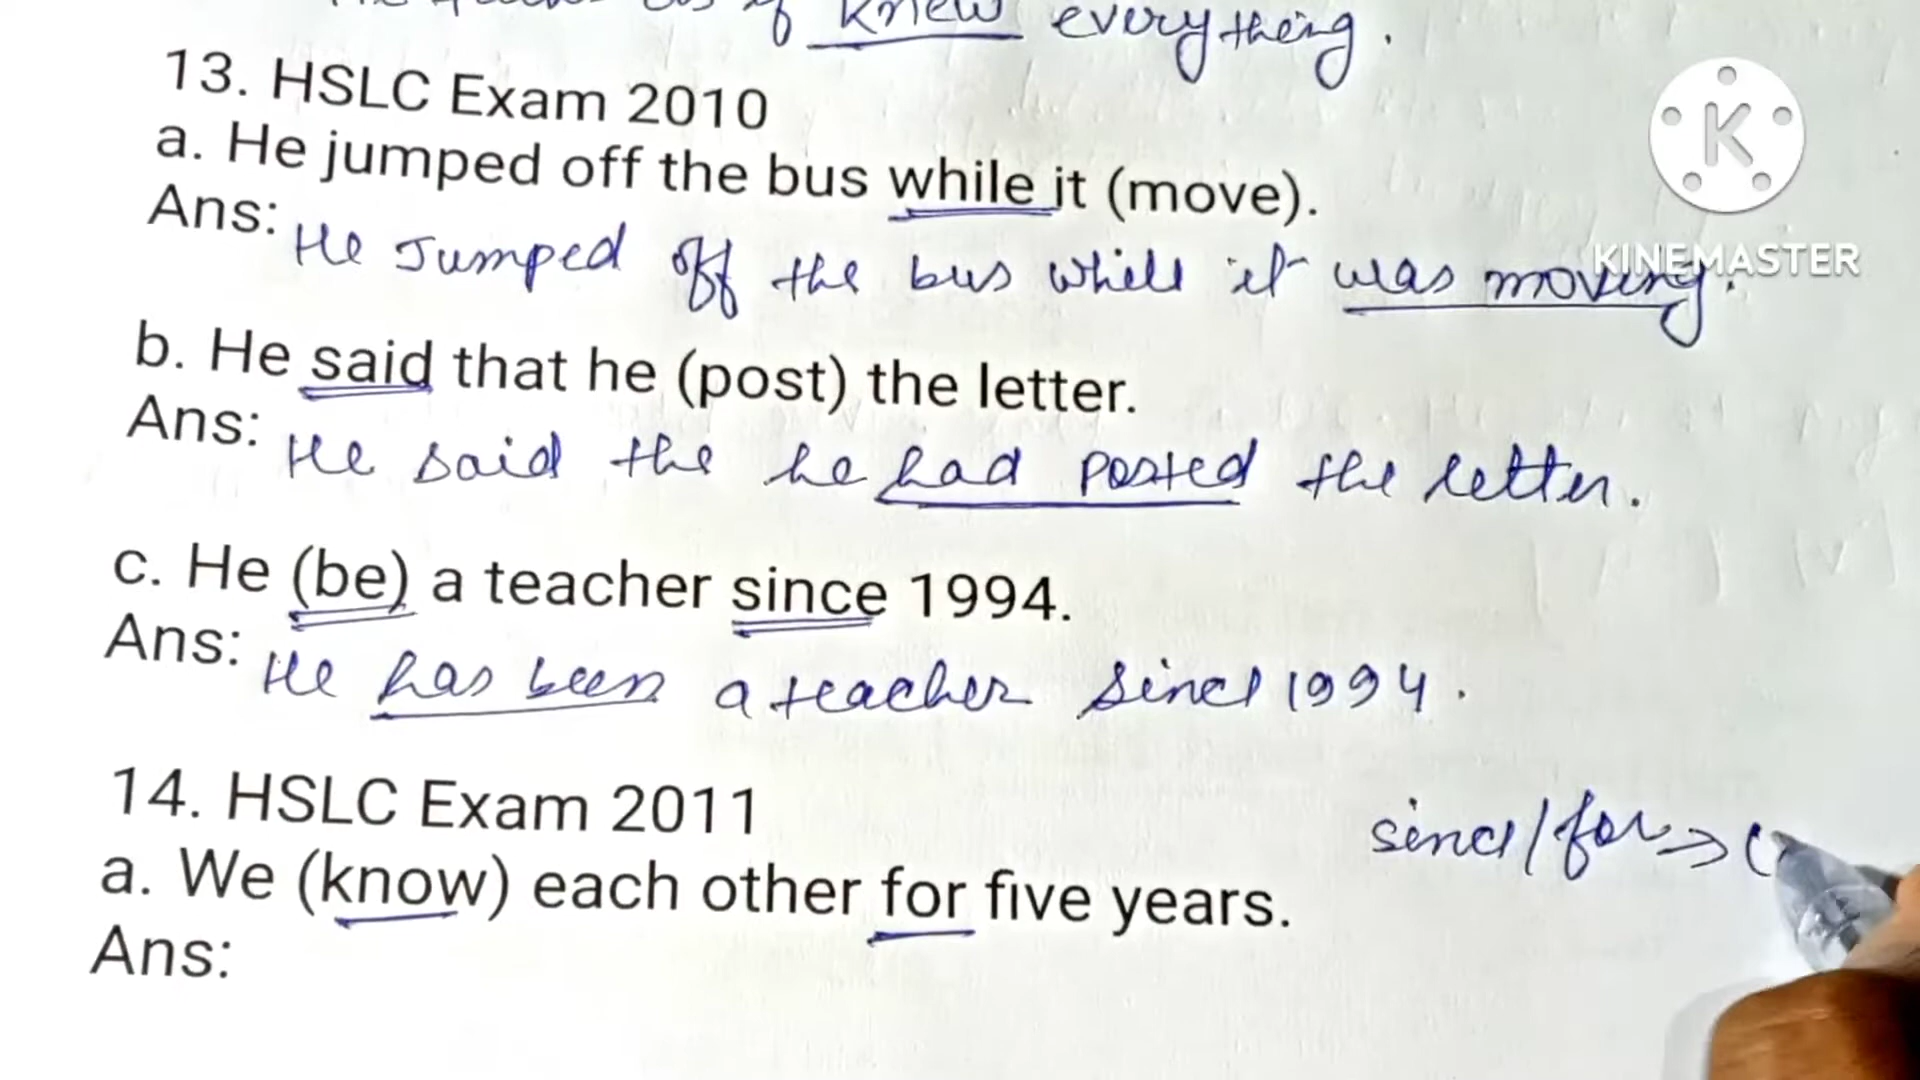 knew everything.
13. HSLC Exam 2010
a. He jumped off the bus while it (move).
Ans: He Jumped off the bus while it was moving.
KINEMASTER
b. He said that he (post) the letter.
Ans: He said the he had posted the letter.
c. He (be) a teacher since 1994.
Ans: He has been a teacher since 1994.
14. HSLC Exam 2011
since/for→(
a. We (know) each other for five years.
Ans: